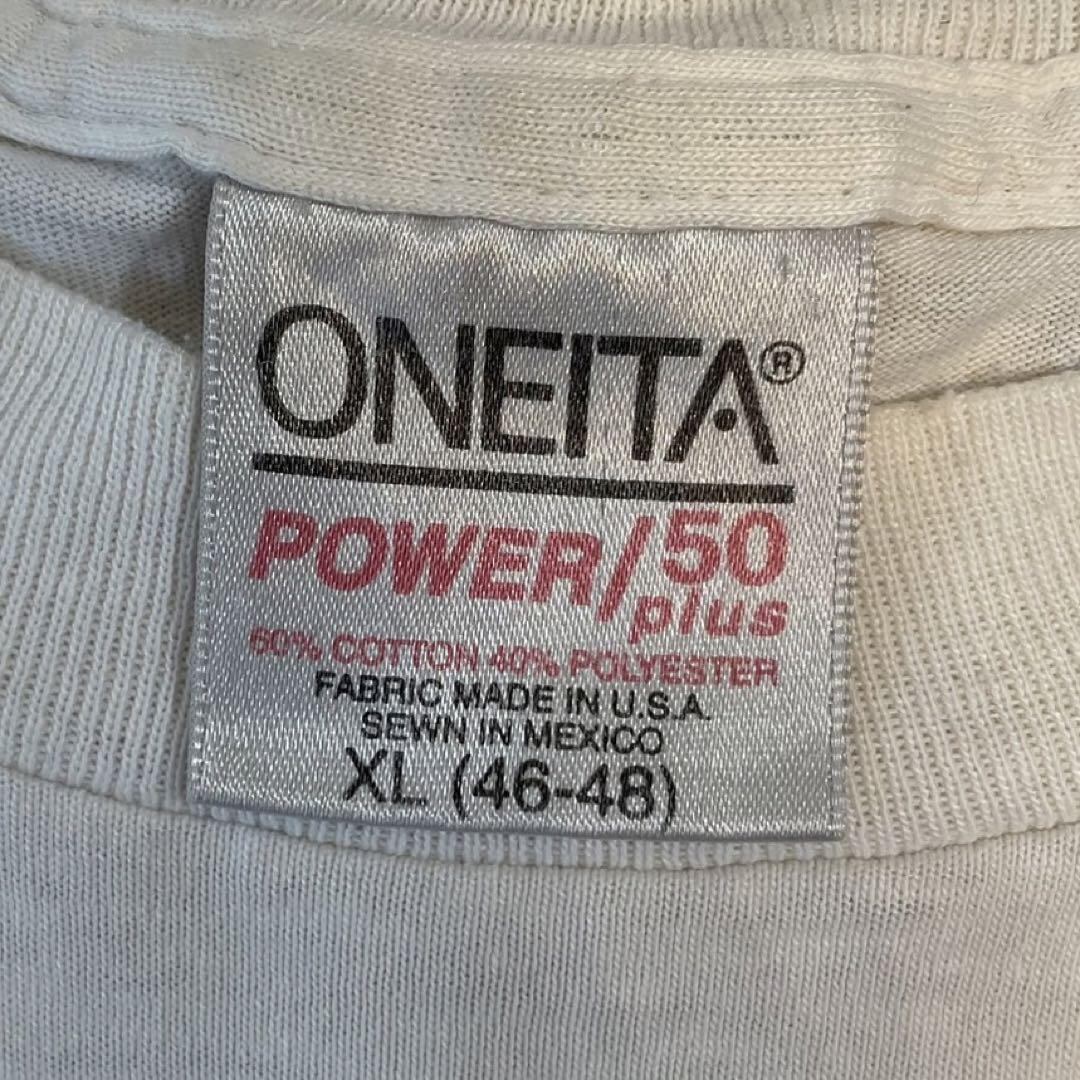 ONEITA®
POWER/50
plus
60% COTTON 40% POLYESTER
FABRIC MADE IN U.S.A.
SEWN IN MEXICO
XL (46-48)